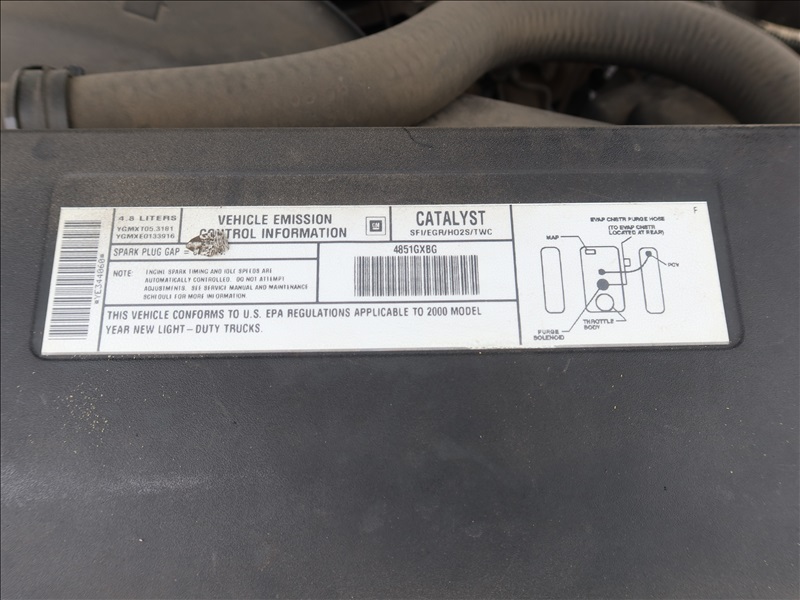 *YE344068*
4.8 LITERS
YGMXT05.3181
YGMXE0133916
VEHICLE EMISSION
CONTROL INFORMATION
GM
CATALYST
SFI/EGR/HO2S/TWC
SPARK PLUG GAP =
4851GXBG
NOTE: ENGINE SPARK TIMING AND IDLE SPEEDS ARE
AUTOMATICALLY CONTROLLED. DO NOT ATTEMPT
ADJUSTMENTS. SEE SERVICE MANUAL AND MAINTENANCE
SCHEDULE FOR MORE INFORMATION.
THIS VEHICLE CONFORMS TO U.S. EPA REGULATIONS APPLICABLE TO 2000 MODEL
YEAR NEW LIGHT-DUTY TRUCKS.
F
EVAP CNSTR PURGE HOSE
(TO EVAP CNSTR
LOCATED AT REAR)
MAP
PCV
THROTTLE
BODY
PURGE
SOLENOID